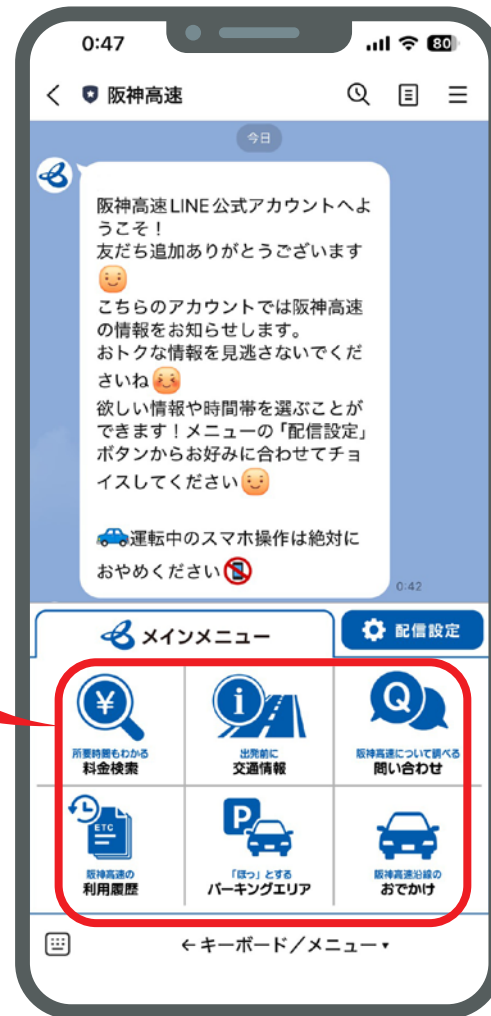 0:47
80
阪神高速
今日
阪神高速LINE公式アカウントへよ
うこそ！
友だち追加ありがとうございます
こちらのアカウントでは阪神高速
の情報をお知らせします。
おトクな情報を見逃さないでくだ
さいね
欲しい情報や時間帯を選ぶことが
できます！メニューの「配信設定」
ボタンからお好みに合わせてチョ
イスしてください
運転中のスマホ操作は絶対に
おやめください
0:42
メインメニュー
配信設定
所要時間もわかる
料金検索
出発前に
交通情報
Q
阪神高速について調べる
問い合わせ
ETC
阪神高速の
利用履歴
P
「ほっ」とする
パーキングエリア
阪神高速沿線の
おでかけ
←キーボード／メニュー▾